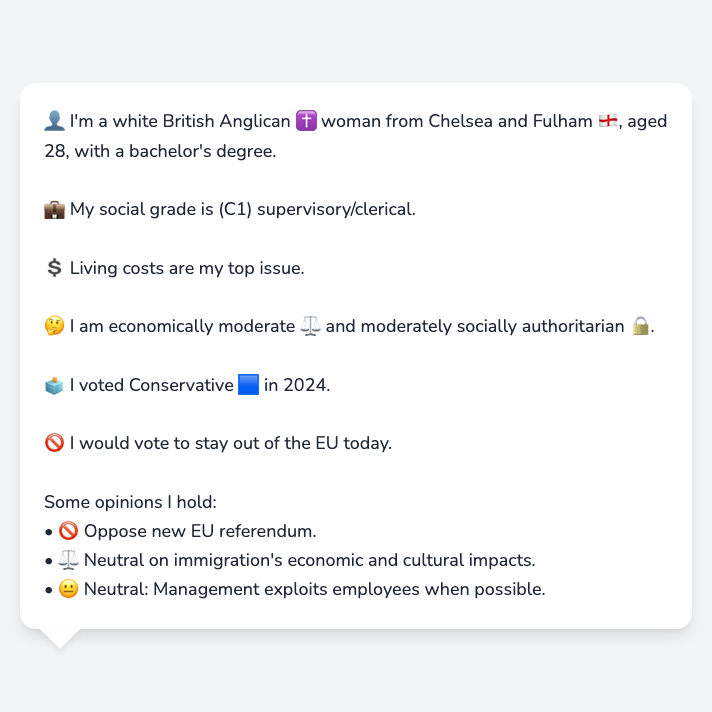 👤 I'm a white British Anglican ✝️ woman from Chelsea and Fulham 🏴󠁧󠁢󠁥󠁮󠁧󠁿, aged
28, with a bachelor's degree.
💼 My social grade is (C1) supervisory/clerical.
💲 Living costs are my top issue.
🤔 I am economically moderate ⚖️ and moderately socially authoritarian 🔒.
🗳️ I voted Conservative 🟦 in 2024.
🚫 I would vote to stay out of the EU today.
Some opinions I hold:
• 🚫 Oppose new EU referendum.
• ⚖️ Neutral on immigration's economic and cultural impacts.
• 😐 Neutral: Management exploits employees when possible.